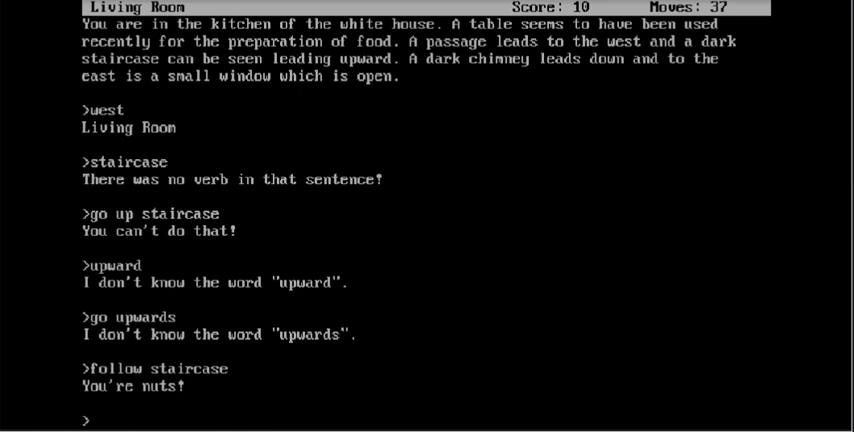 Living Room Score: 10 Moves: 37
You are in the kitchen of the white house. A table seems to have been used
recently for the preparation of food. A passage leads to the west and a dark
staircase can be seen leading upward. A dark chimney leads down and to the
east is a small window which is open.
>west
Living Room
>staircase
There was no verb in that sentence!
>go up staircase
You can't do that!
>upward
I don't know the word "upward".
>go upwards
I don't know the word "upwards".
>follow staircase
You're nuts!
>